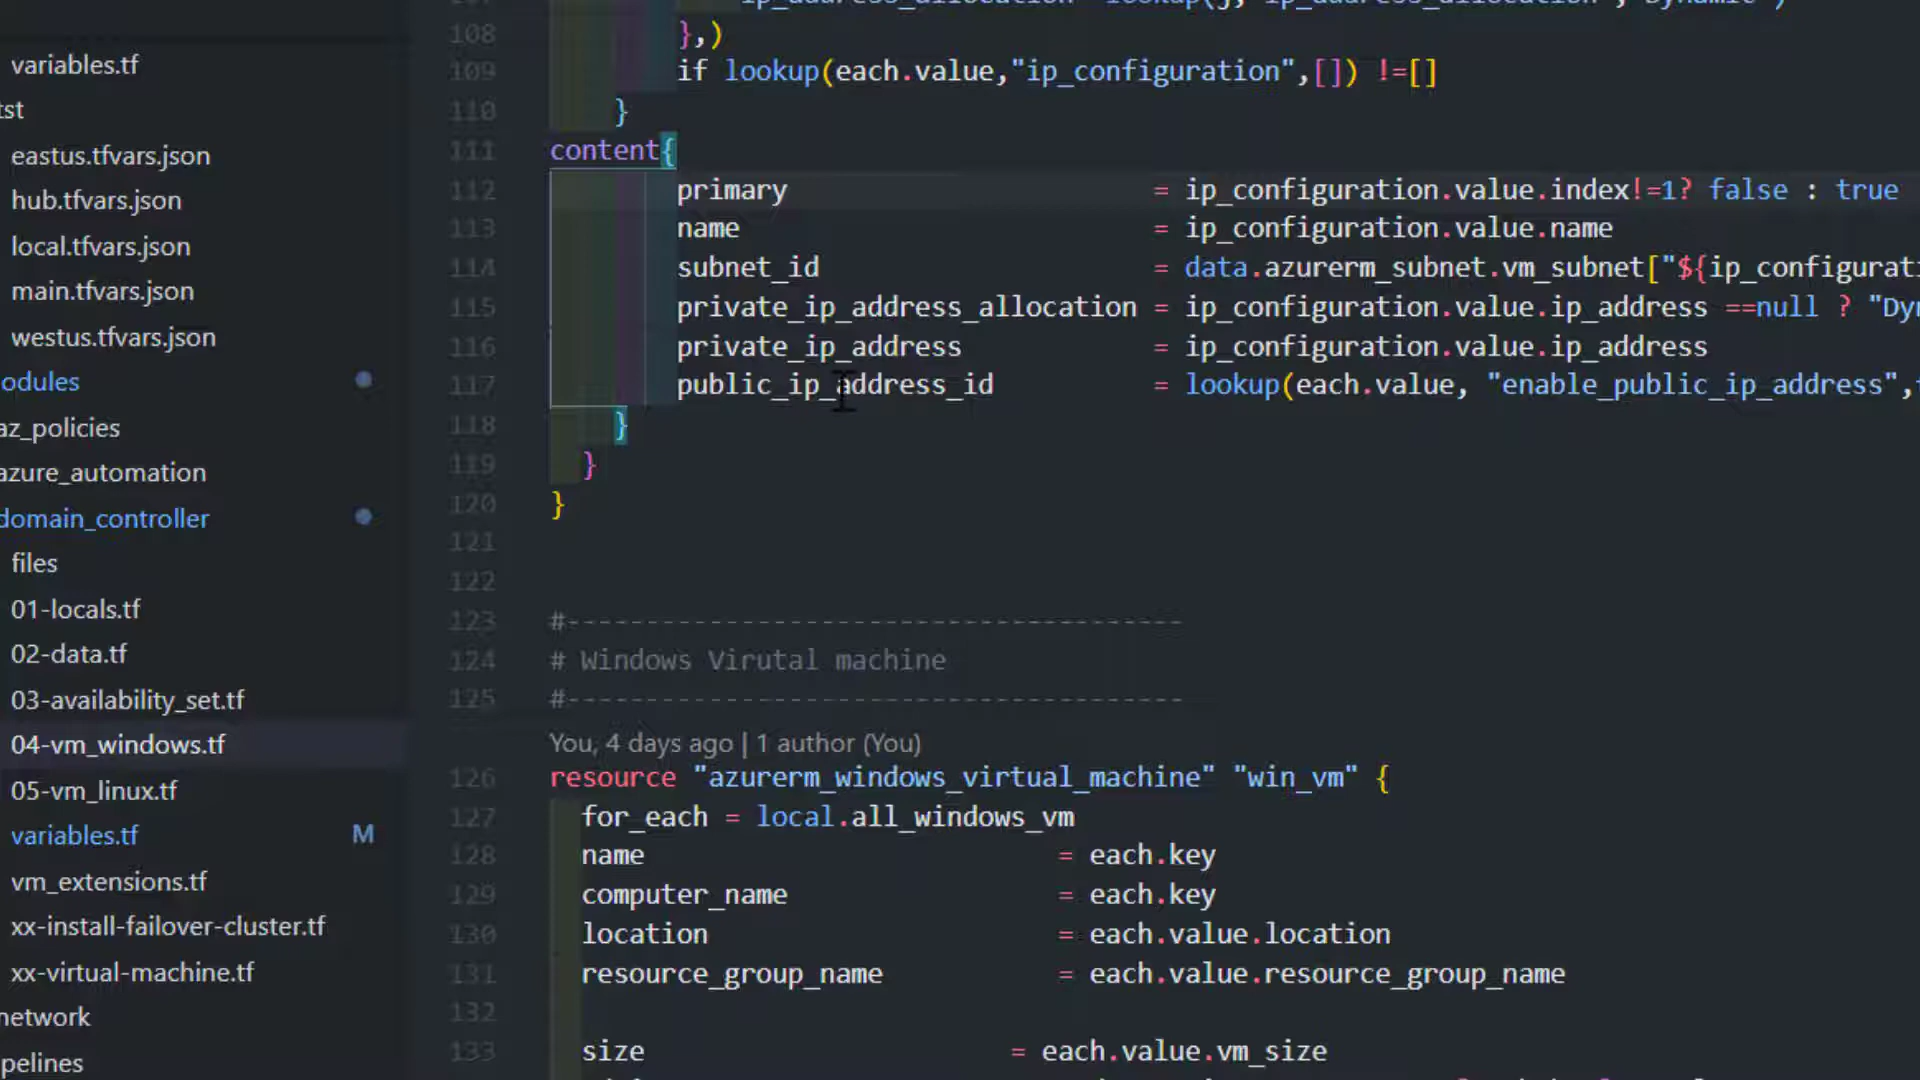 variables.tf
tst
eastus.tfvars.json
hub.tfvars.json
local.tfvars.json
main.tfvars.json
westus.tfvars.json
odules
az_policies
azure_automation
domain_controller
files
01-locals.tf
02-data.tf
03-availability_set.tf
04-vm_windows.tf
05-vm_linux.tf
variables.tf M
vm_extensions.tf
xx-install-failover-cluster.tf
xx-virtual-machine.tf
network
pelines
108 },)
109 if lookup(each.value,"ip_configuration",[]) !=[]
110 }
111 content{
112 primary = ip_configuration.value.index!=1? false : true
113 name = ip_configuration.value.name
114 subnet_id = data.azurerm_subnet.vm_subnet["${ip_configurati
115 private_ip_address_allocation = ip_configuration.value.ip_address ==null ? "Dyn
116 private_ip_address = ip_configuration.value.ip_address
117 public_ip_address_id = lookup(each.value, "enable_public_ip_address",
118 }
119 }
120 }
121
122
123 #---------------------------------------
124 # Windows Virutal machine
125 #---------------------------------------
You, 4 days ago | 1 author (You)
126 resource "azurerm_windows_virtual_machine" "win_vm" {
127 for_each = local.all_windows_vm
128 name = each.key
129 computer_name = each.key
130 location = each.value.location
131 resource_group_name = each.value.resource_group_name
132
133 size = each.value.vm_size